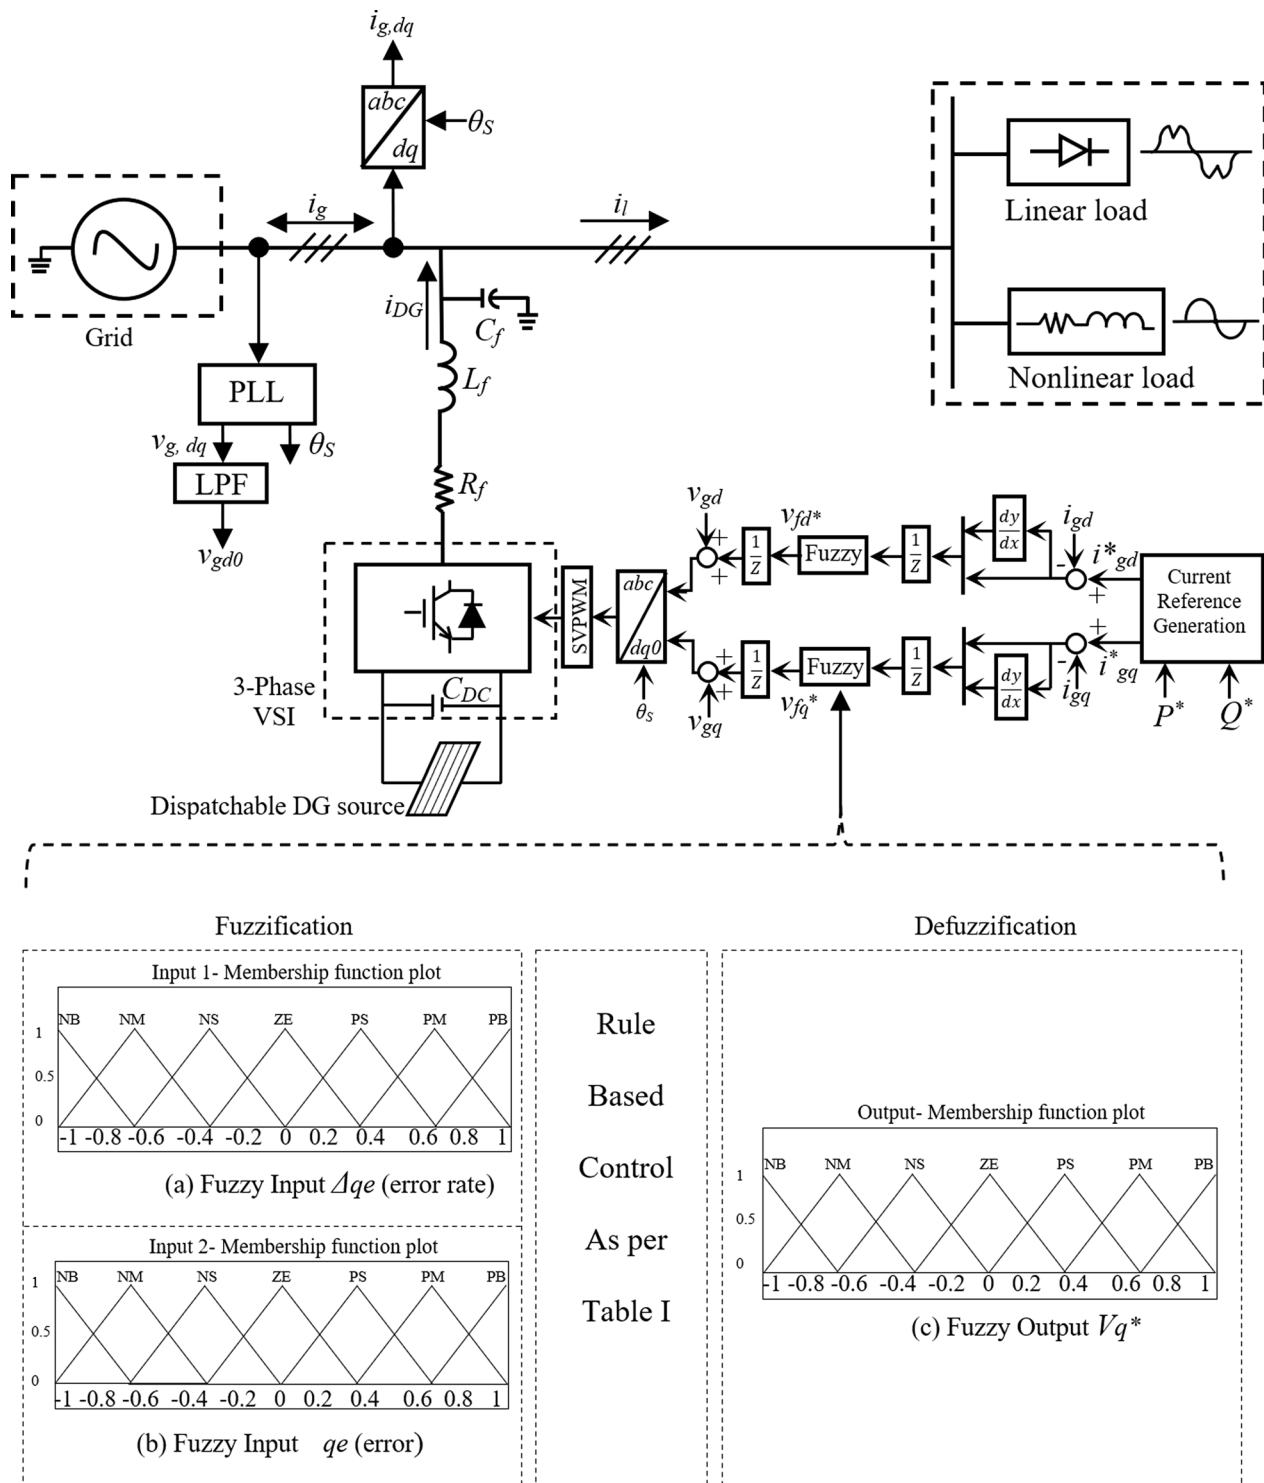 i_g,dq
abc
dq
θ_S
i_g
i_l
Linear load
Grid
i_DG
C_f
L_f
R_f
Nonlinear load
PLL
v_g, dq
θ_S
LPF
v_gd0
v_gd
+
+
1/Z
v_fd*
Fuzzy
1/Z
dy/dx
i_gd
-
i*_gd
+
Current
Reference
Generation
P*
Q*
SVPWM
abc
dq0
θ_S
+
+
v_gq
1/Z
v_fq*
Fuzzy
1/Z
dy/dx
-
i_gq
+
i*_gq
3-Phase
VSI
C_DC
Dispatchable DG source
Fuzzification
Defuzzification
Input 1- Membership function plot
NB NM NS ZE PS PM PB
1
0.5
0
-1 -0.8 -0.6 -0.4 -0.2 0 0.2 0.4 0.6 0.8 1
(a) Fuzzy Input Δqe (error rate)
Input 2- Membership function plot
NB NM NS ZE PS PM PB
1
0.5
0
-1 -0.8 -0.6 -0.4 -0.2 0 0.2 0.4 0.6 0.8 1
(b) Fuzzy Input qe (error)
Rule
Based
Control
As per
Table I
Output- Membership function plot
NB NM NS ZE PS PM PB
1
0.5
0
-1 -0.8 -0.6 -0.4 -0.2 0 0.2 0.4 0.6 0.8 1
(c) Fuzzy Output Vq*